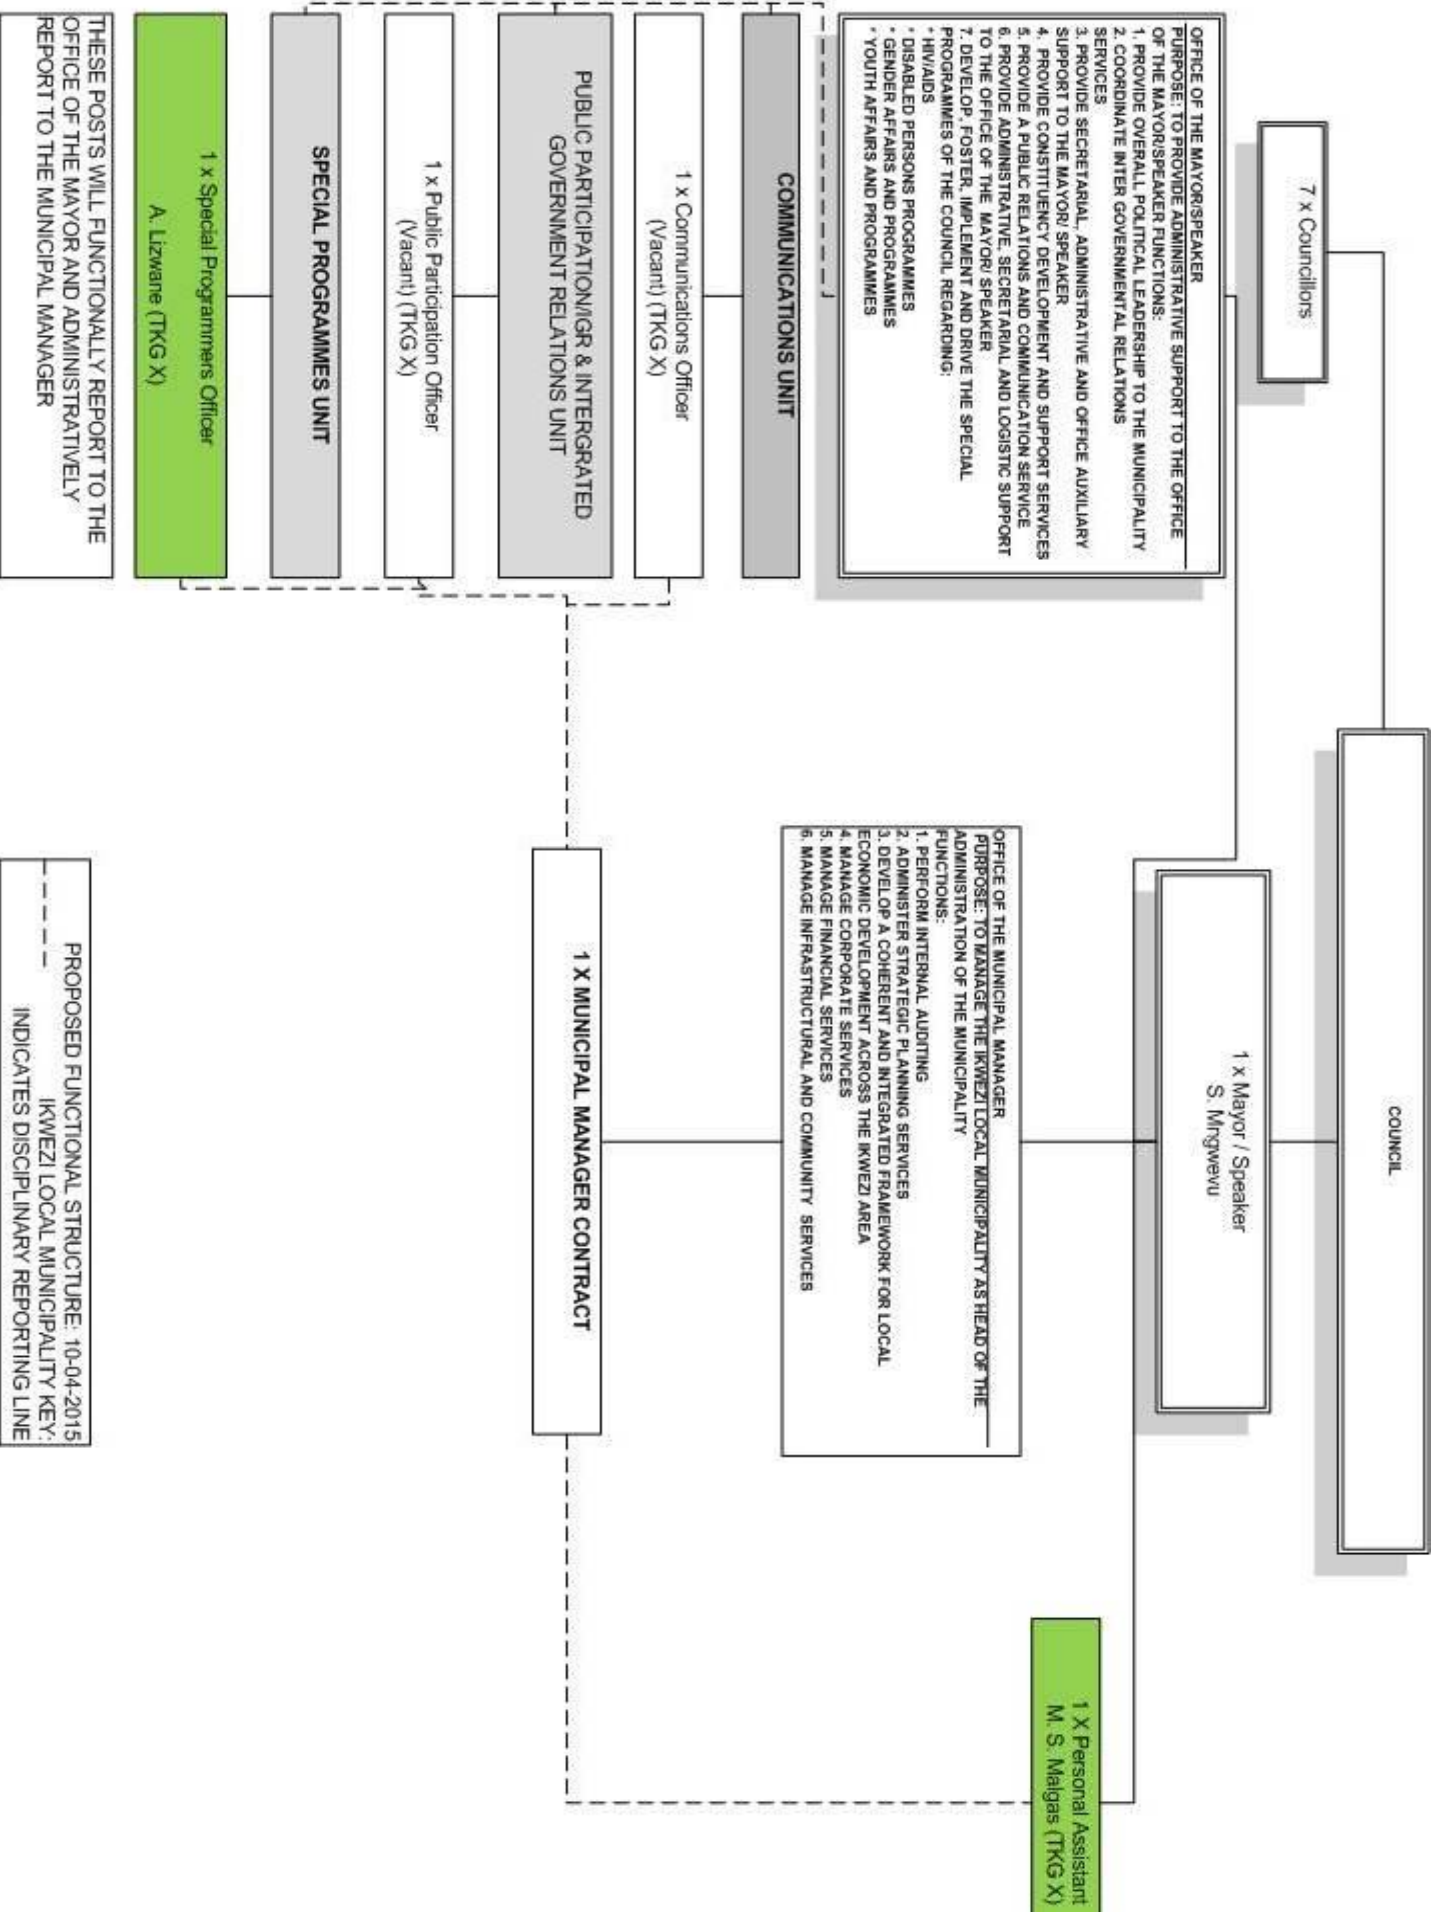 COUNCIL
7 x Councillors
1 x Mayor / Speaker
S. Mngwevu
OFFICE OF THE MAYOR/SPEAKER
PURPOSE: TO PROVIDE ADMINISTRATIVE SUPPORT TO THE OFFICE
OF THE MAYOR/SPEAKER FUNCTIONS:
1. PROVIDE OVERALL POLITICAL LEADERSHIP TO THE MUNICIPALITY
2. COORDINATE INTER GOVERNMENTAL RELATIONS
SERVICES
3. PROVIDE SECRETARIAL, ADMINISTRATIVE AND OFFICE AUXILIARY
SUPPORT TO THE MAYOR/ SPEAKER
4. PROVIDE CONSTITUENCY DEVELOPMENT AND SUPPORT SERVICES
5. PROVIDE A PUBLIC RELATIONS AND COMMUNICATION SERVICE
6. PROVIDE ADMINISTRATIVE, SECRETARIAL AND LOGISTIC SUPPORT
TO THE OFFICE OF THE MAYOR/ SPEAKER
7. DEVELOP, FOSTER, IMPLEMENT AND DRIVE THE SPECIAL
PROGRAMMES OF THE COUNCIL REGARDING:
* HIV/AIDS
* DISABLED PERSONS PROGRAMMES
* GENDER AFFAIRS AND PROGRAMMES
* YOUTH AFFAIRS AND PROGRAMMES
1 X Personal Assistant
M. S. Malgas (TKG X)
OFFICE OF THE MUNICIPAL MANAGER
PURPOSE: TO MANAGE THE IKWEZI LOCAL MUNICIPALITY AS HEAD OF THE
ADMINISTRATION OF THE MUNICIPALITY
FUNCTIONS:
1. PERFORM INTERNAL AUDITING
2. ADMINISTER STRATEGIC PLANNING SERVICES
3. DEVELOP A COHERENT AND INTEGRATED FRAMEWORK FOR LOCAL
ECONOMIC DEVELOPMENT ACROSS THE IKWEZI AREA
4. MANAGE CORPORATE SERVICES
5. MANAGE FINANCIAL SERVICES
6. MANAGE INFRASTRUCTURAL AND COMMUNITY SERVICES
COMMUNICATIONS UNIT
1 x Communications Officer
(Vacant) (TKG X)
PUBLIC PARTICIPATION/IGR & INTERGRATED
GOVERNMENT RELATIONS UNIT
1 X MUNICIPAL MANAGER CONTRACT
1 x Public Participation Officer
(Vacant) (TKG X)
SPECIAL PROGRAMMES UNIT
1 x Special Programmers Officer
A. Lizwane (TKG X)
THESE POSTS WILL FUNCTIONALLY REPORT TO THE
OFFICE OF THE MAYOR AND ADMINISTRATIVELY
REPORT TO THE MUNICIPAL MANAGER
PROPOSED FUNCTIONAL STRUCTURE: 10-04-2015
IKWEZI LOCAL MUNICIPALITY KEY:
INDICATES DISCIPLINARY REPORTING LINE